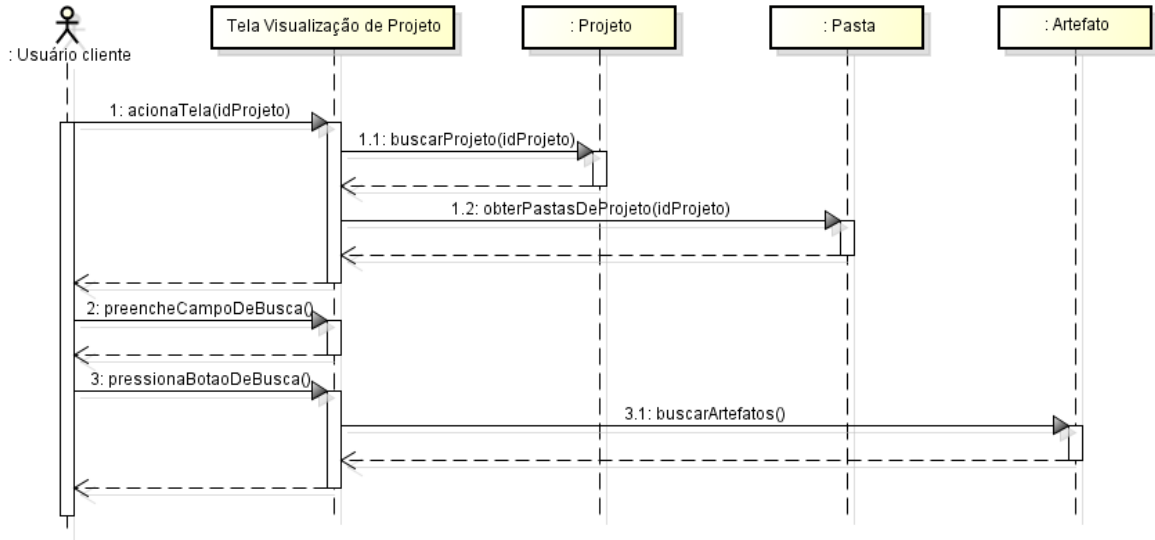 Tela Visualização de Projeto
: Projeto
: Pasta
: Artefato
: Usuário cliente
1: acionaTela(idProjeto)
1.1: buscarProjeto(idProjeto)
1.2: obterPastasDeProjeto(idProjeto)
2: preencheCampoDeBusca()
3: pressionaBotaoDeBusca()
3.1: buscarArtefatos()